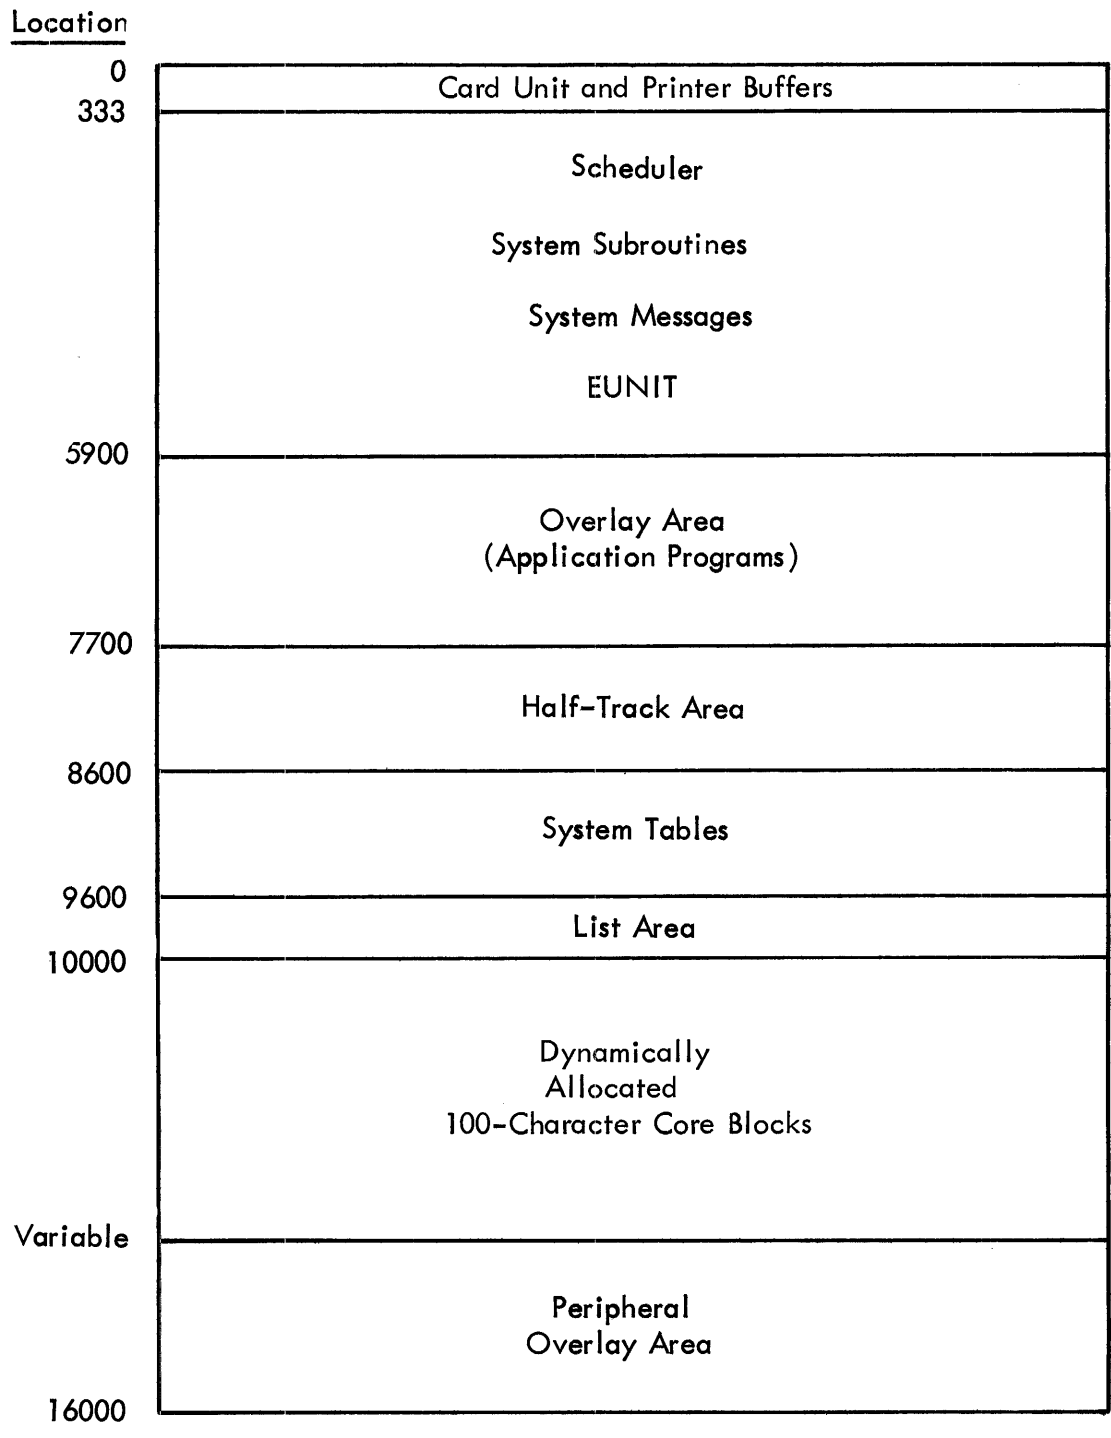 Location
0
Card Unit and Printer Buffers
333
Scheduler
System Subroutines
System Messages
EUNIT
5900
Overlay Area
(Application Programs)
7700
Half-Track Area
8600
System Tables
9600
List Area
10000
Dynamically
Allocated
100-Character Core Blocks
Variable
Peripheral
Overlay Area
16000